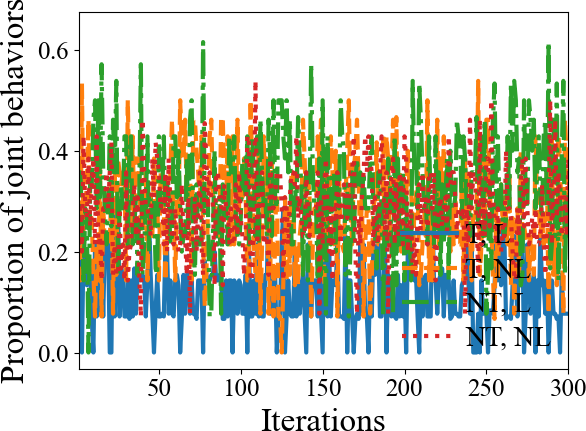 Proportion of joint behaviors
0.6
0.4
0.2
0.0
T, L
T, NL
NT, L
NT, NL
50
100
150
200
250
300
Iterations